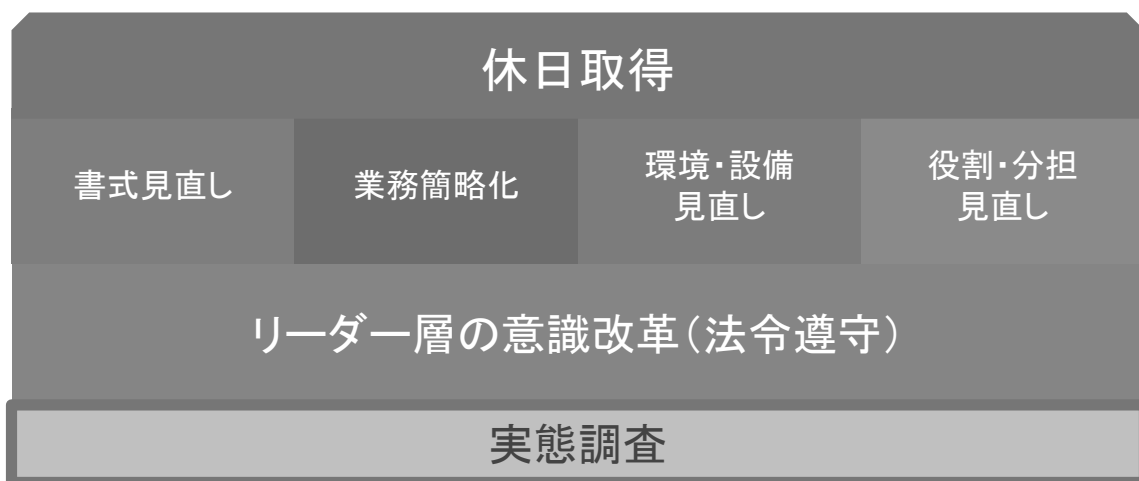 休日取得
書式見直し
業務簡略化
環境・設備
見直し
役割・分担
見直し
リーダー層の意識改革（法令遵守）
実態調査